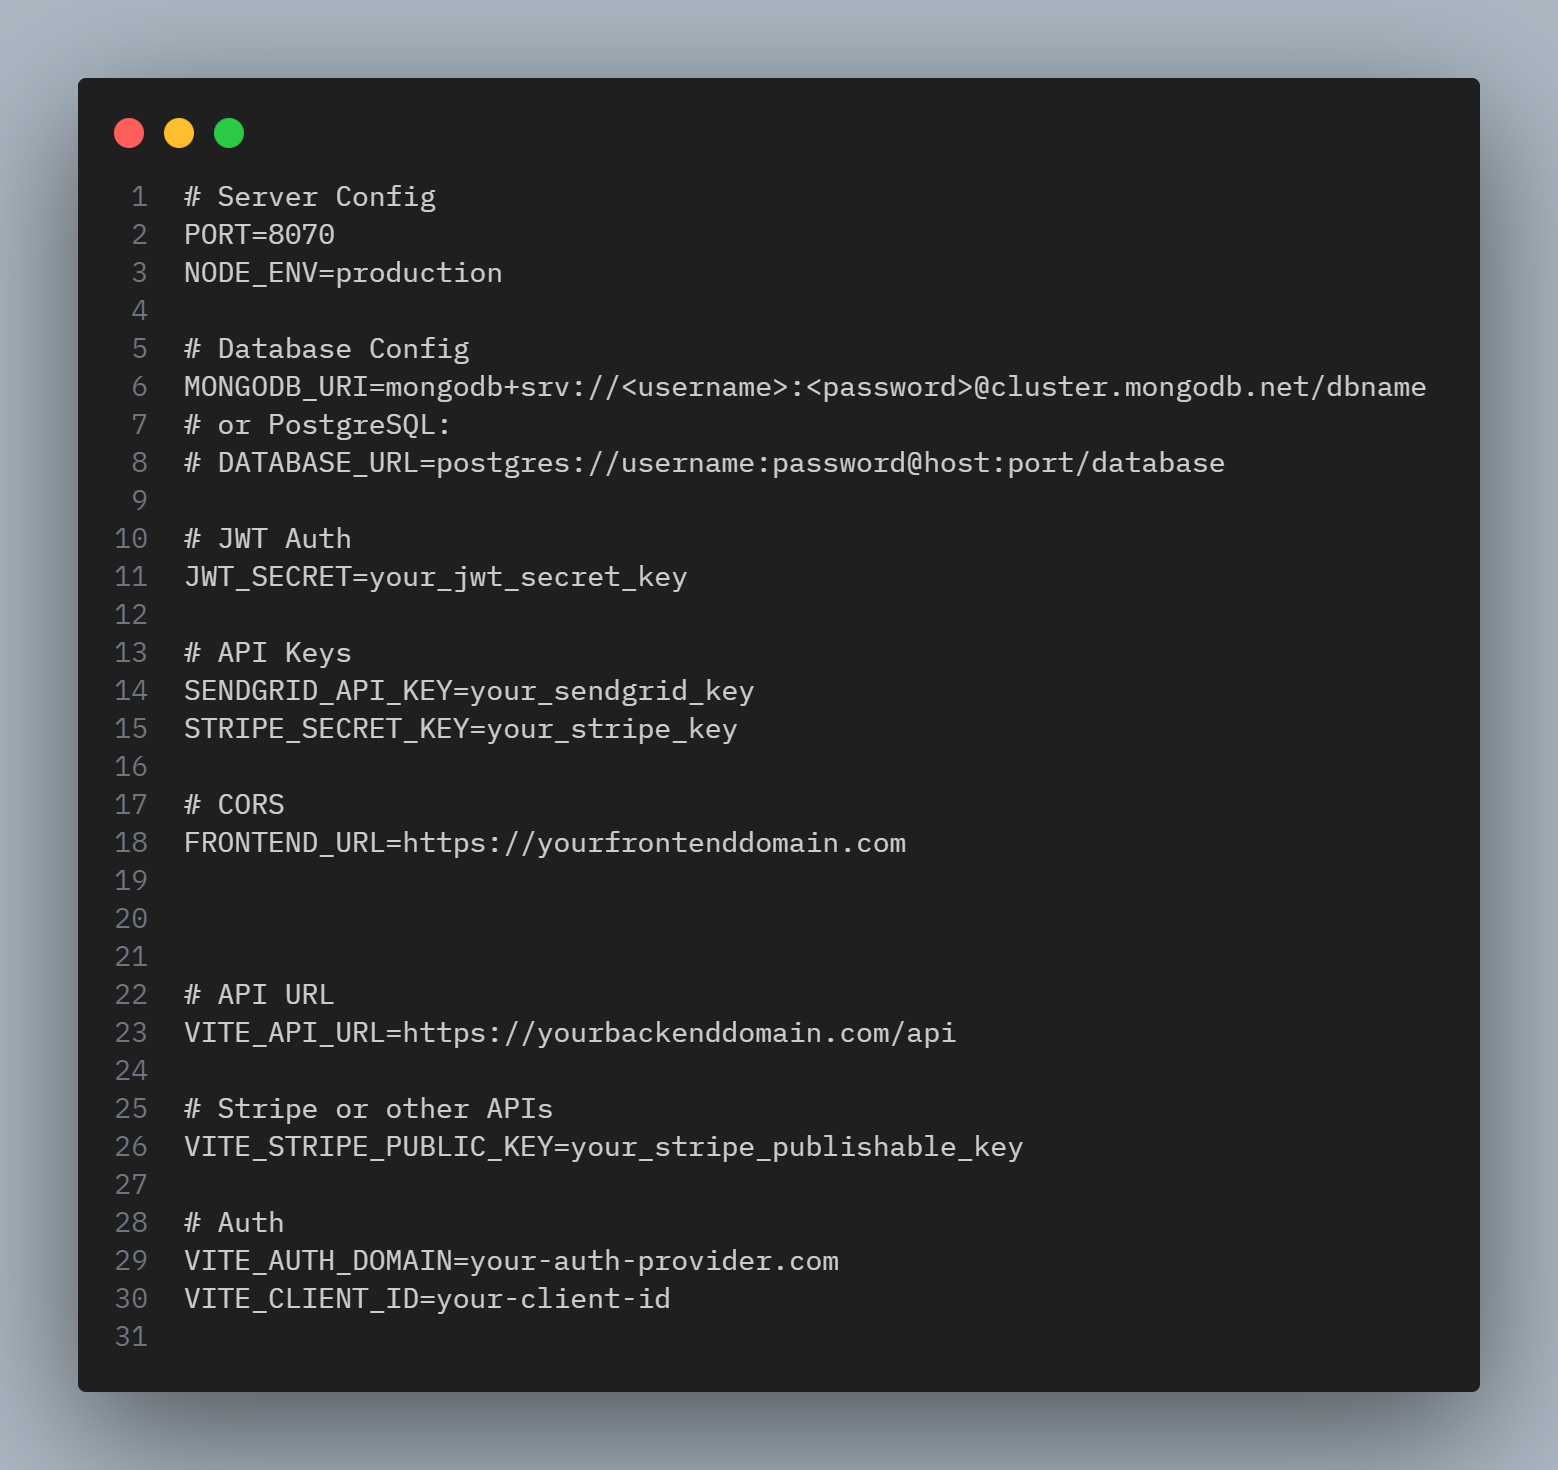 1 # Server Config
2 PORT=8070
3 NODE_ENV=production
4
5 # Database Config
6 MONGODB_URI=mongodb+srv://<username>:<password>@cluster.mongodb.net/dbname
7 # or PostgreSQL:
8 # DATABASE_URL=postgres://username:password@host:port/database
9
10 # JWT Auth
11 JWT_SECRET=your_jwt_secret_key
12
13 # API Keys
14 SENDGRID_API_KEY=your_sendgrid_key
15 STRIPE_SECRET_KEY=your_stripe_key
16
17 # CORS
18 FRONTEND_URL=https://yourfrontenddomain.com
19
20
21
22 # API URL
23 VITE_API_URL=https://yourbackenddomain.com/api
24
25 # Stripe or other APIs
26 VITE_STRIPE_PUBLIC_KEY=your_stripe_publishable_key
27
28 # Auth
29 VITE_AUTH_DOMAIN=your-auth-provider.com
30 VITE_CLIENT_ID=your-client-id
31